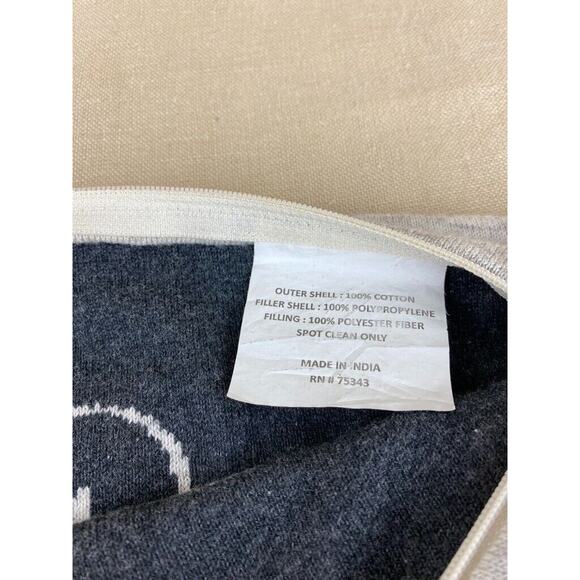 OUTER SHELL : 100% COTTON
FILLER SHELL : 100% POLYPROPYLENE
FILLING : 100% POLYESTER FIBER
SPOT CLEAN ONLY
MADE IN INDIA
RN # 75343